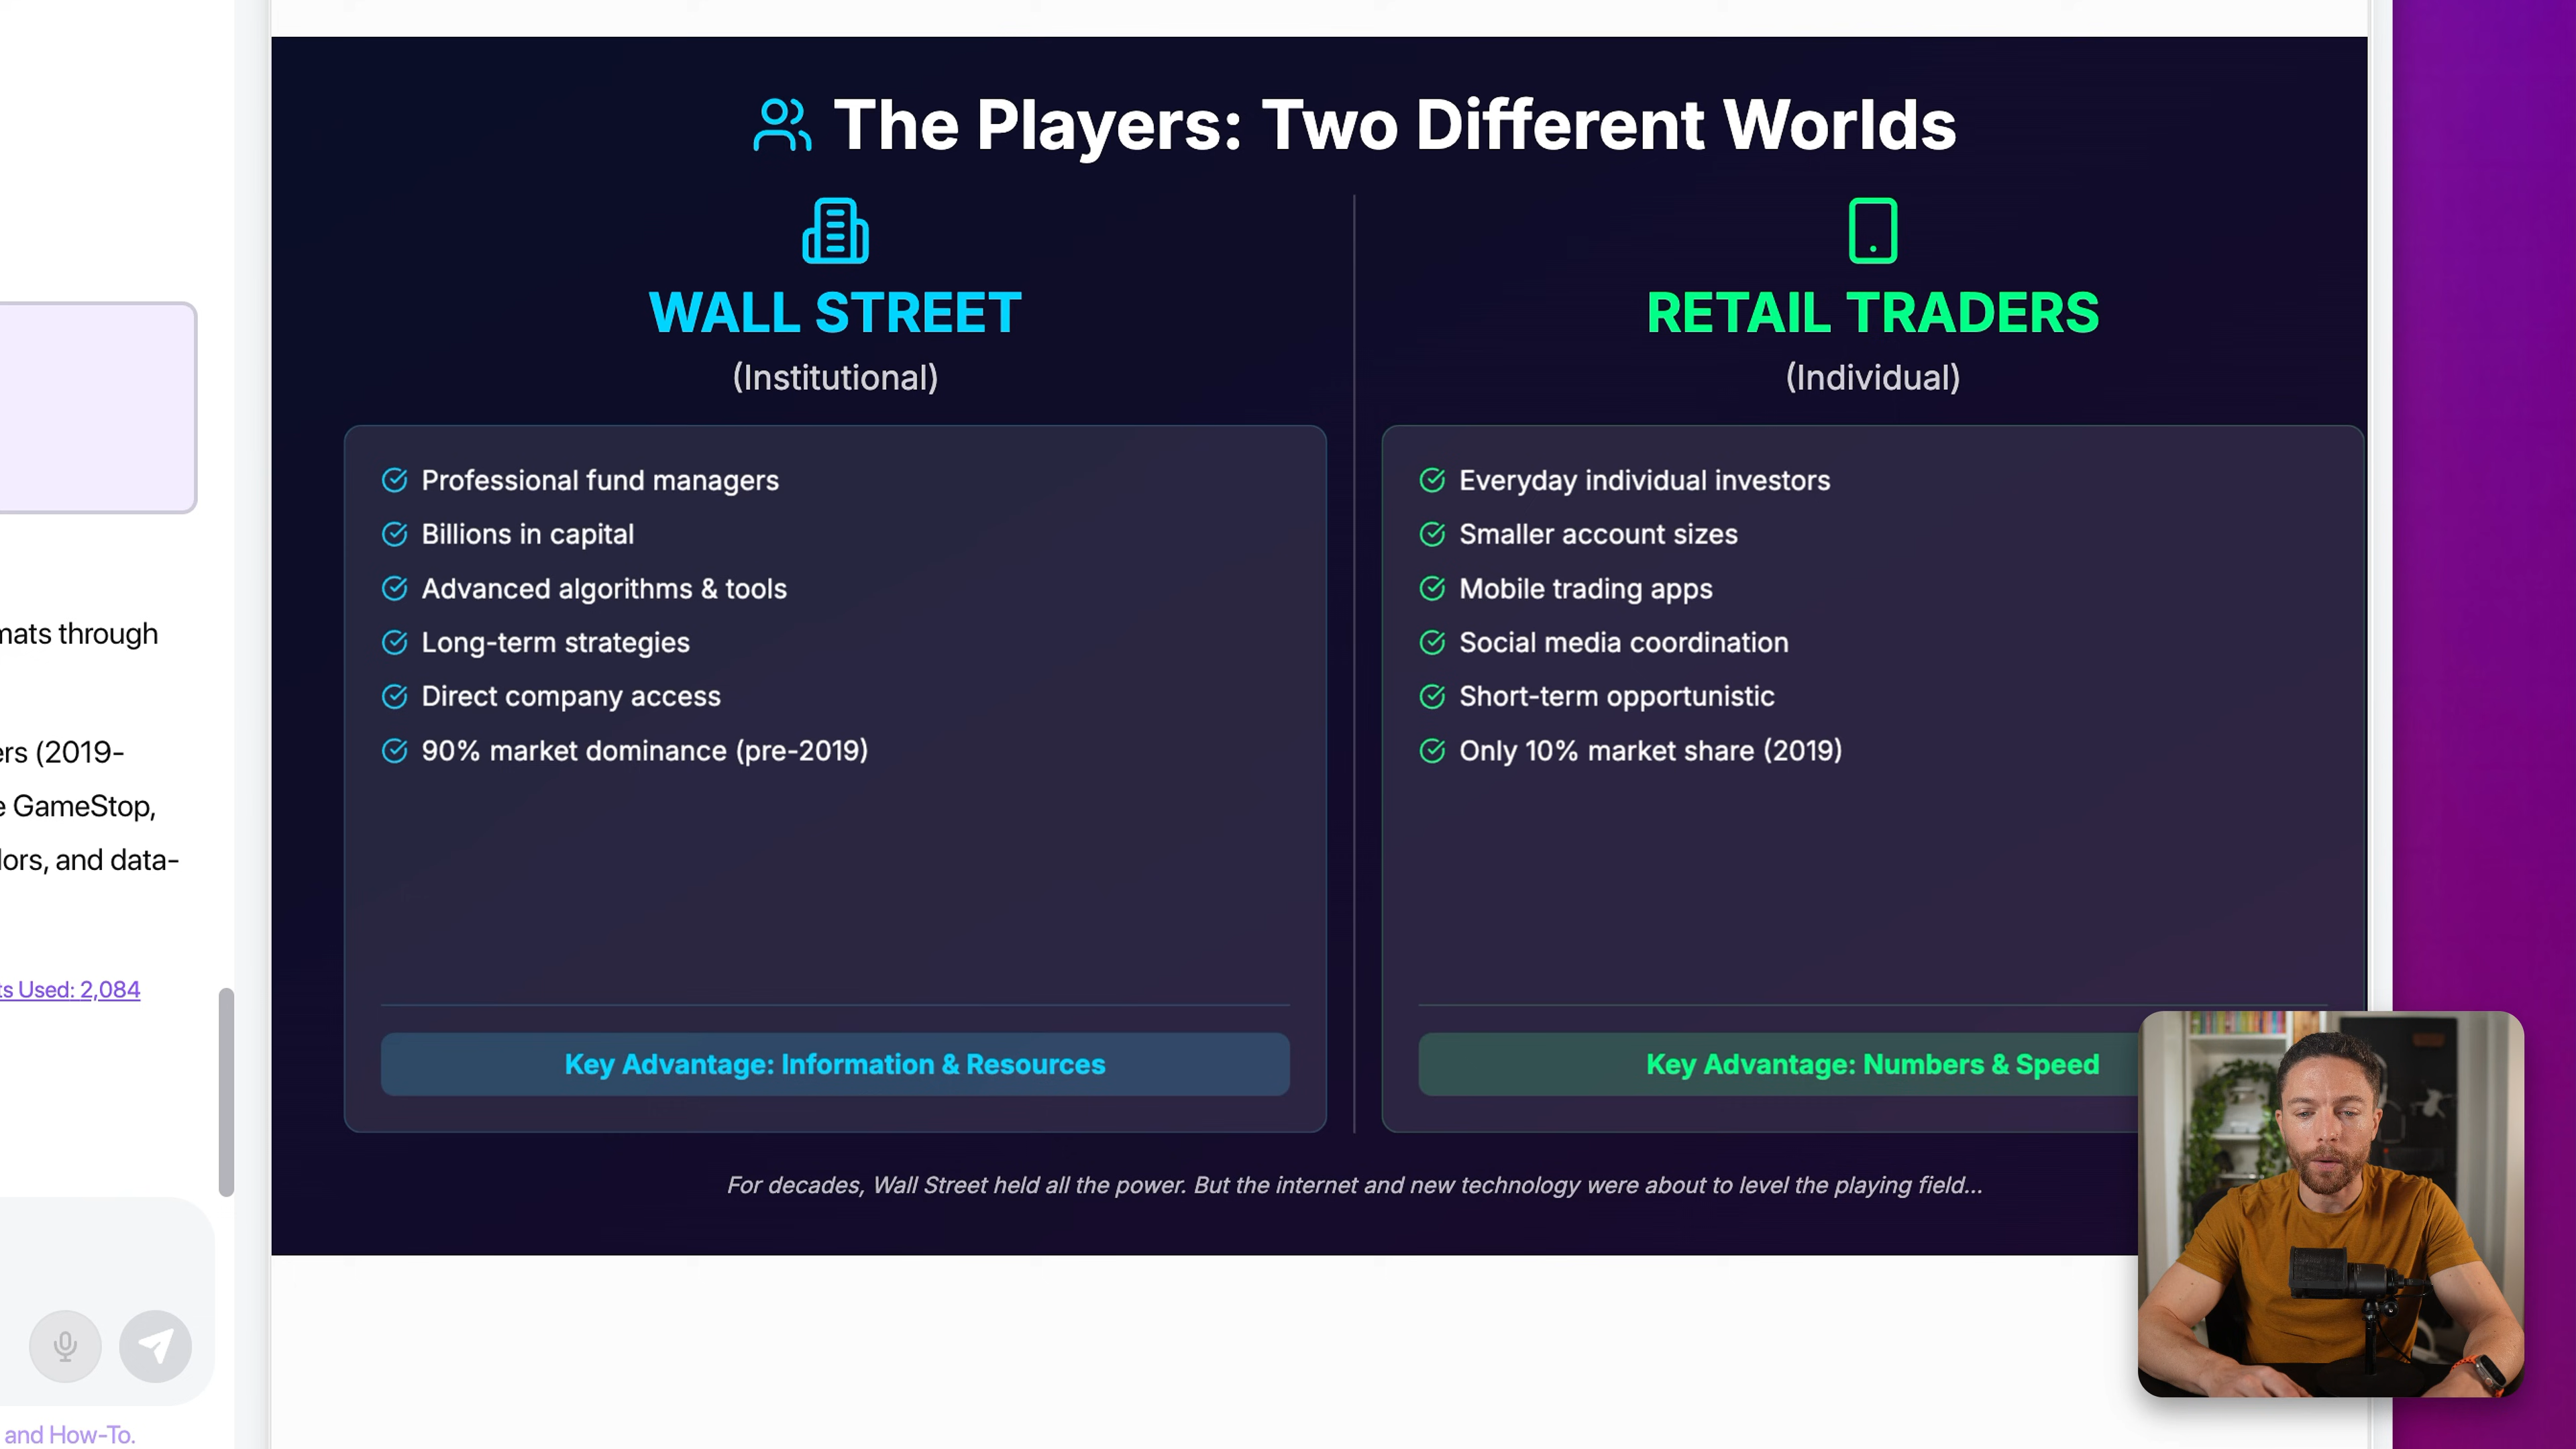 mats through
ers (2019-
e GameStop,
lors, and data-
ts Used: 2,084
and How-To.
The Players: Two Different Worlds
WALL STREET
(Institutional)
Professional fund managers
Billions in capital
Advanced algorithms & tools
Long-term strategies
Direct company access
90% market dominance (pre-2019)
Key Advantage: Information & Resources
RETAIL TRADERS
(Individual)
Everyday individual investors
Smaller account sizes
Mobile trading apps
Social media coordination
Short-term opportunistic
Only 10% market share (2019)
Key Advantage: Numbers & Speed
For decades, Wall Street held all the power. But the internet and new technology were about to level the playing field...